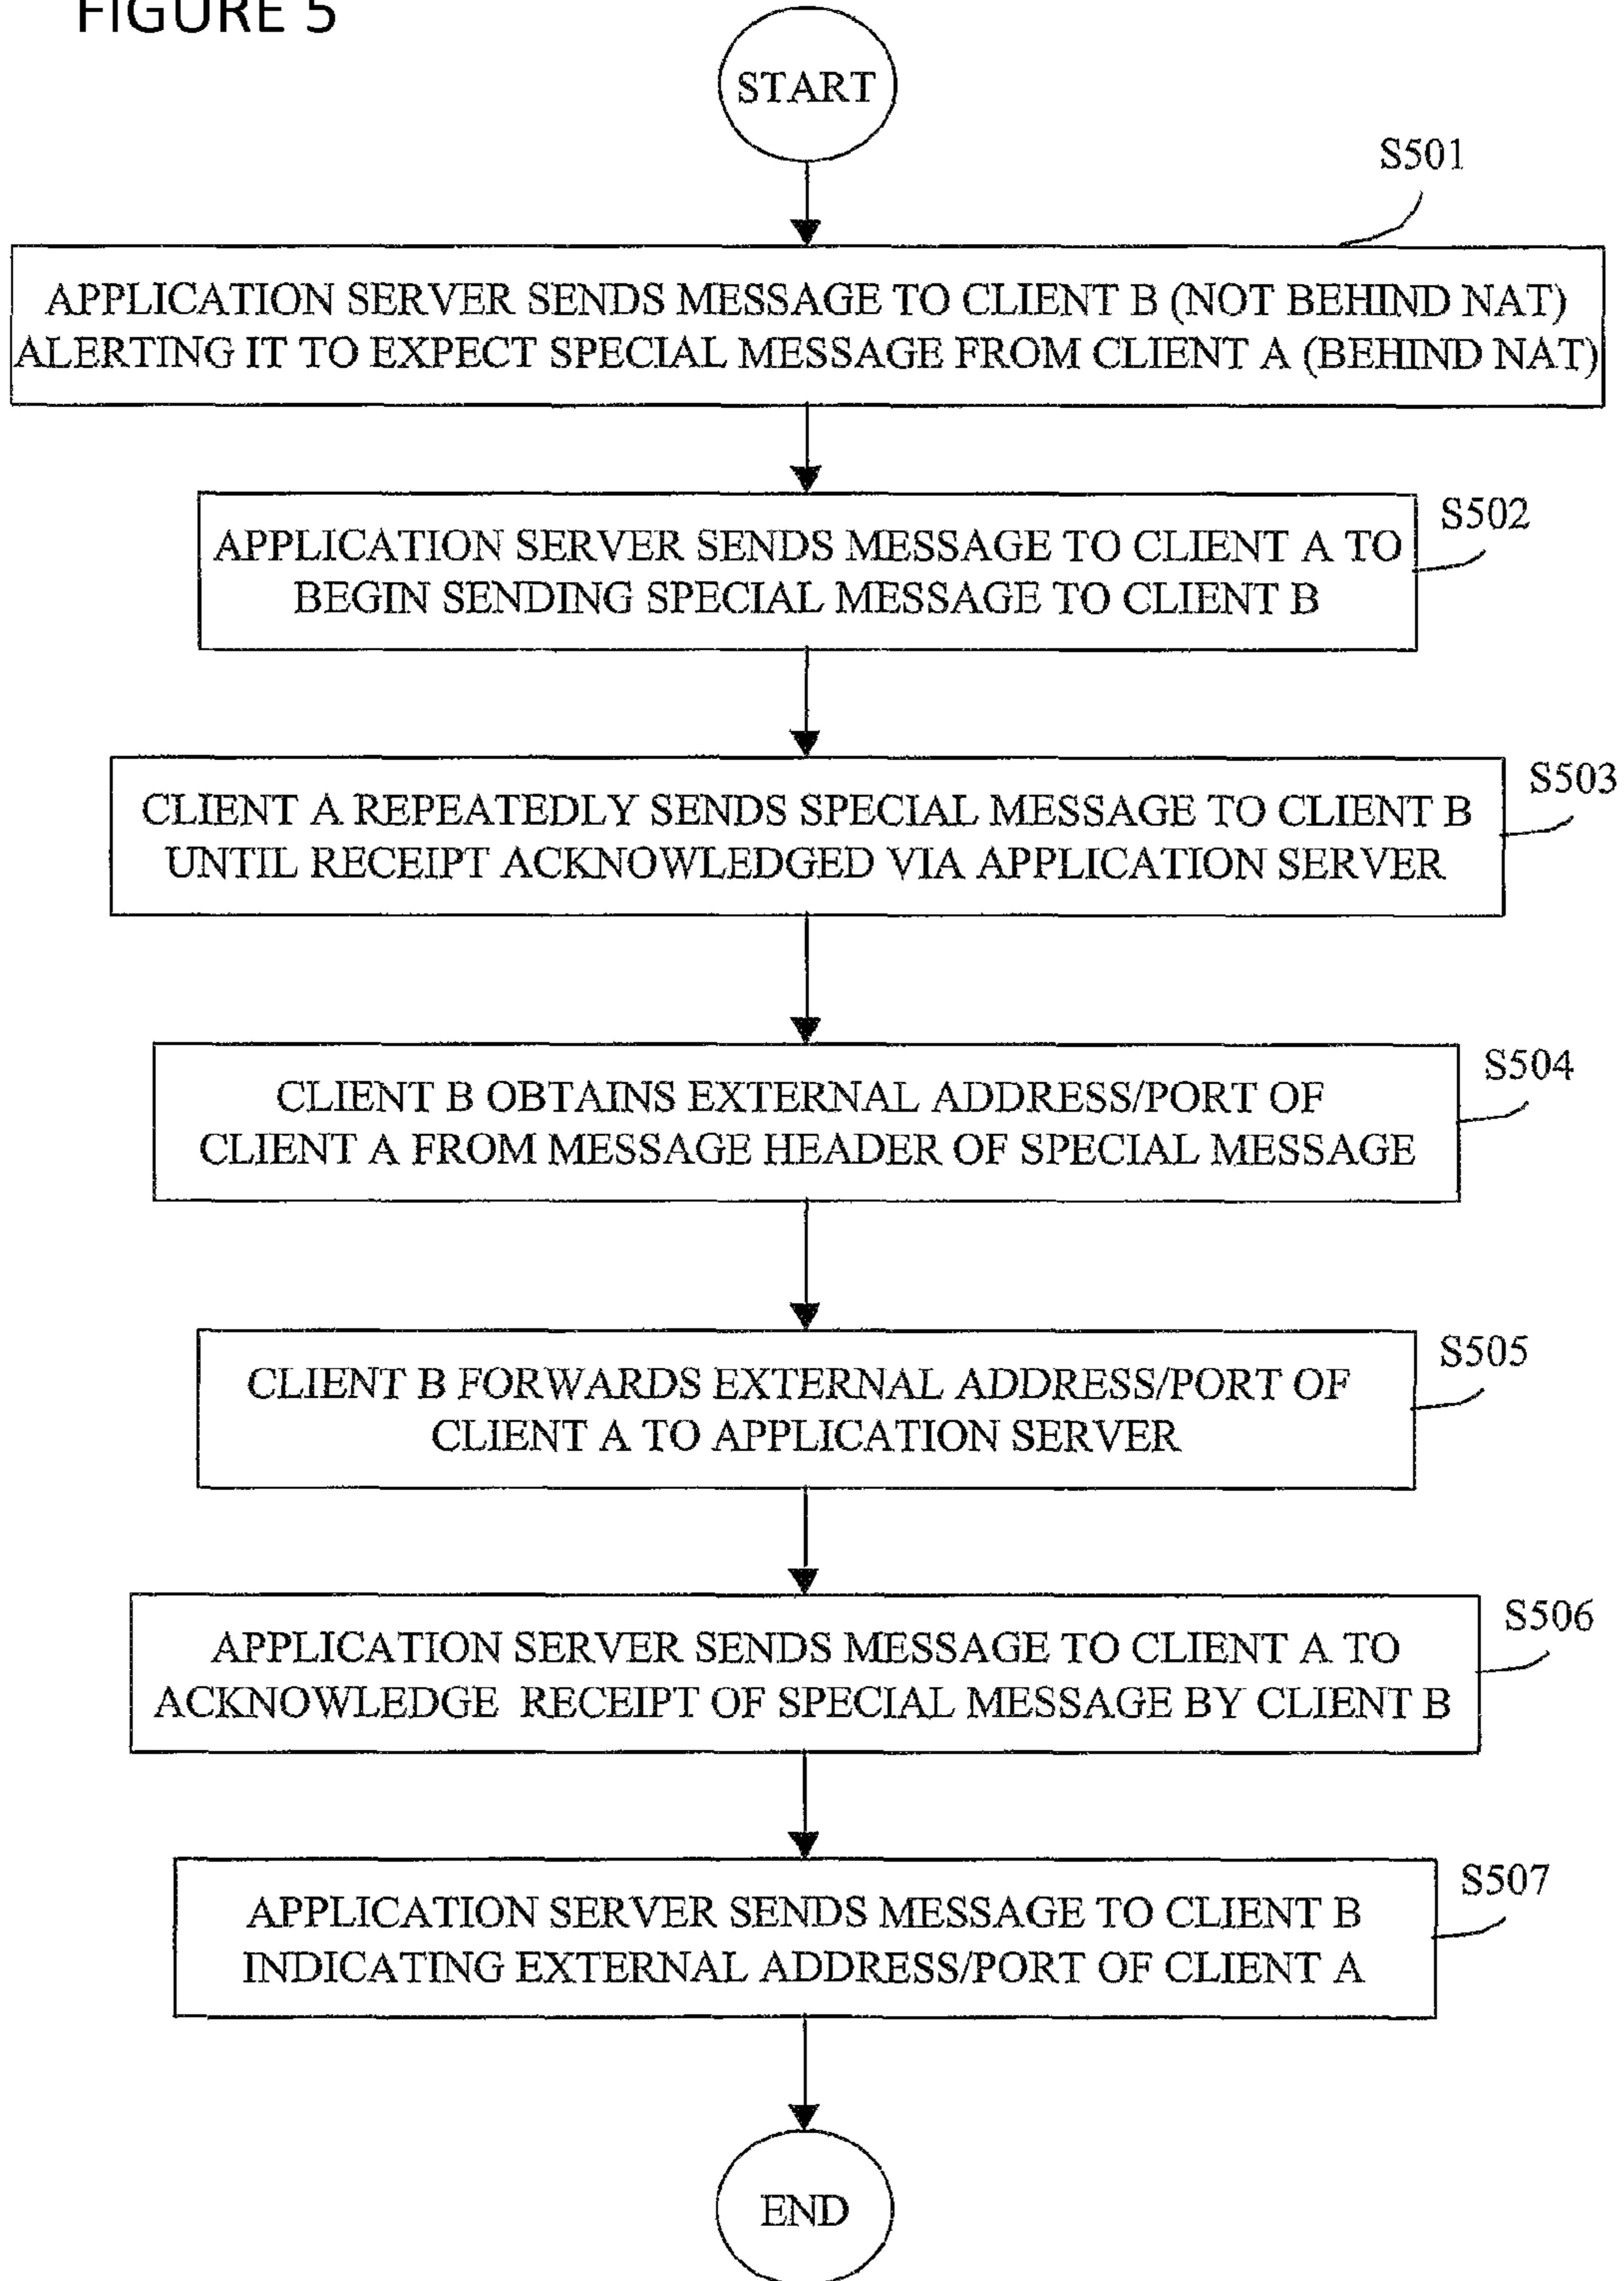 FIGURE 5
START
S501
APPLICATION SERVER SENDS MESSAGE TO CLIENT B (NOT BEHIND NAT)
ALERTING IT TO EXPECT SPECIAL MESSAGE FROM CLIENT A (BEHIND NAT)
S502
APPLICATION SERVER SENDS MESSAGE TO CLIENT A TO
BEGIN SENDING SPECIAL MESSAGE TO CLIENT B
S503
CLIENT A REPEATEDLY SENDS SPECIAL MESSAGE TO CLIENT B
UNTIL RECEIPT ACKNOWLEDGED VIA APPLICATION SERVER
S504
CLIENT B OBTAINS EXTERNAL ADDRESS/PORT OF
CLIENT A FROM MESSAGE HEADER OF SPECIAL MESSAGE
S505
CLIENT B FORWARDS EXTERNAL ADDRESS/PORT OF
CLIENT A TO APPLICATION SERVER
S506
APPLICATION SERVER SENDS MESSAGE TO CLIENT A TO
ACKNOWLEDGE RECEIPT OF SPECIAL MESSAGE BY CLIENT B
S507
APPLICATION SERVER SENDS MESSAGE TO CLIENT B
INDICATING EXTERNAL ADDRESS/PORT OF CLIENT A
END